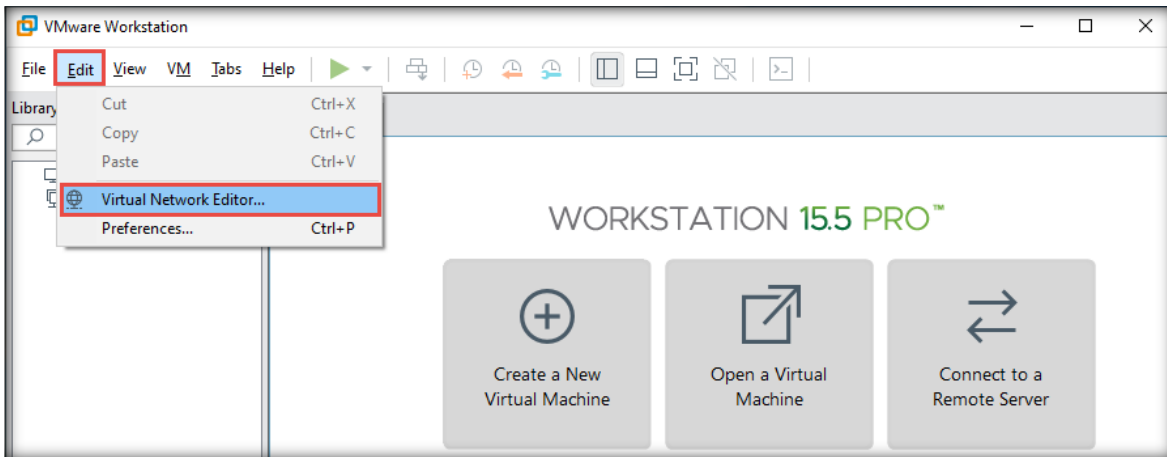 VMware Workstation
File Edit View VM Tabs Help
Library
Cut Ctrl+X
Copy Ctrl+C
Paste Ctrl+V
Virtual Network Editor...
Preferences... Ctrl+P
WORKSTATION 15.5 PRO™
Create a New
Virtual Machine
Open a Virtual
Machine
Connect to a
Remote Server